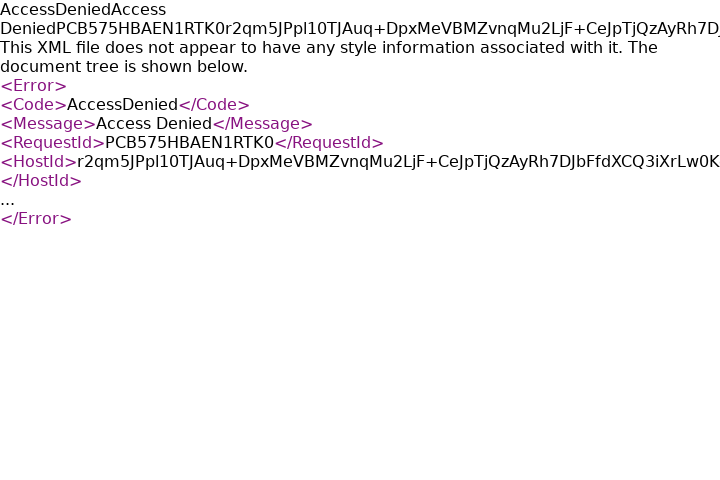 AccessDeniedAccess
DeniedPCB575HBAEN1RTK0r2qm5JPpl10TJAuq+DpxMeVBMZvnqMu2LjF+CeJpTjQzAyRh7DJ
This XML file does not appear to have any style information associated with it. The
document tree is shown below.
<Error>
<Code>AccessDenied</Code>
<Message>Access Denied</Message>
<RequestId>PCB575HBAEN1RTK0</RequestId>
<HostId>r2qm5JPpl10TJAuq+DpxMeVBMZvnqMu2LjF+CeJpTjQzAyRh7DJbFfdXCQ3iXrLw0K
</HostId>
...
</Error>